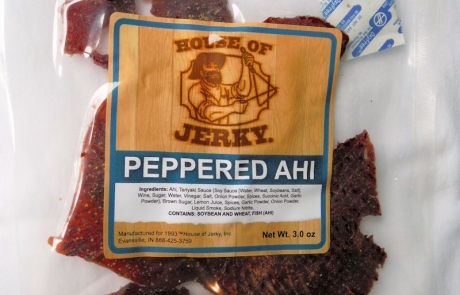 HOUSE OF
JERKY.
PEPPERED AHI
Ingredients: Ahi, Teriyaki Sauce (Soy Sauce [Water, Wheat, Soybeans, Salt],
Wine, Sugar, Water, Vinegar, Salt, Onion Powder, Spices, Succinic Acid, Garlic
Powder), Brown Sugar, Lemon Juice, Spices, Garlic Powder, Onion Powder,
Liquid Smoke, Sodium Nitrite.
CONTAINS: SOYBEAN AND WHEAT, FISH (AHI)
Manufactured for 1993 House of Jerky, Inc
Evansville, IN 868-425-3759
Net Wt. 3.0 oz